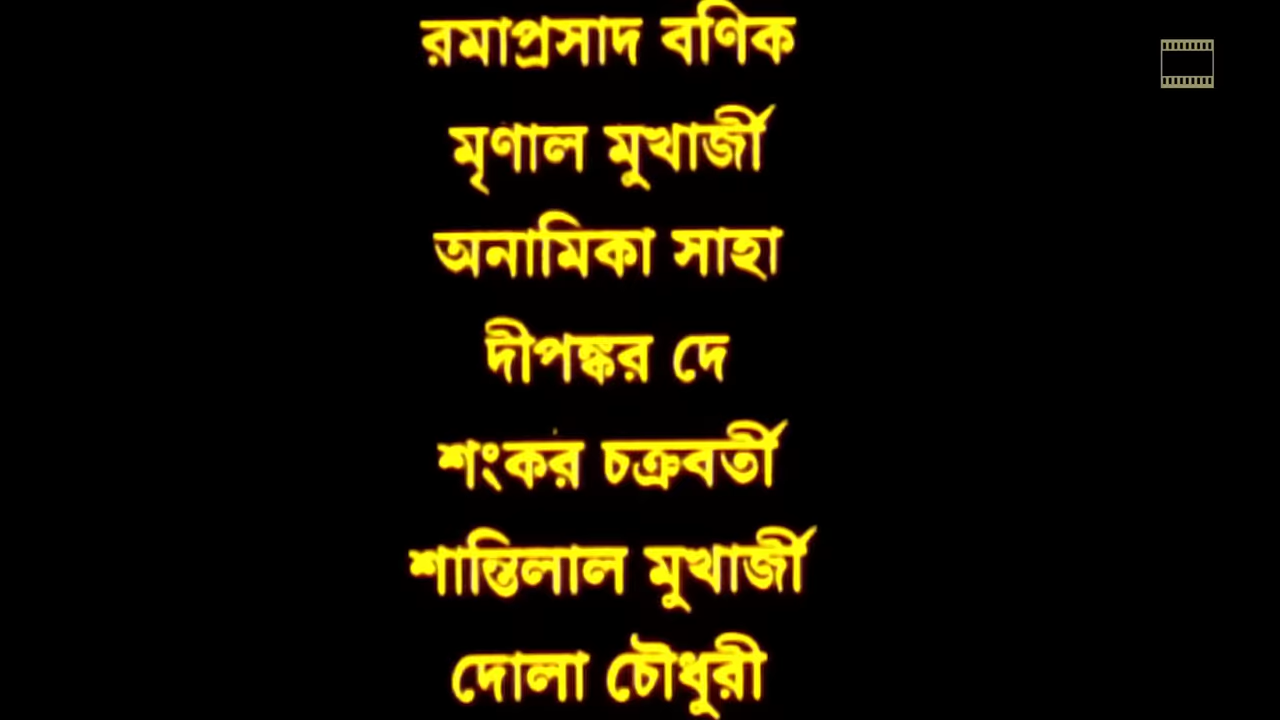 রমাপ্রসাদ বণিক
মৃণাল মুখার্জী
অনামিকা সাহা
দীপঙ্কর দে
শংকর চক্রবর্তী
শান্তিলাল মুখার্জী
দোলা চৌধুরী